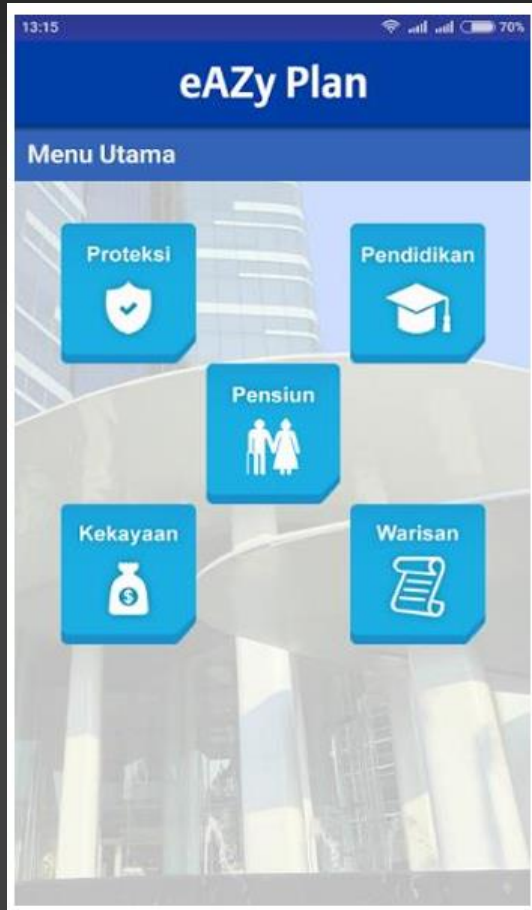 13:15 70%
eAZy Plan
Menu Utama
Proteksi
Pendidikan
Pensiun
Kekayaan
Warisan